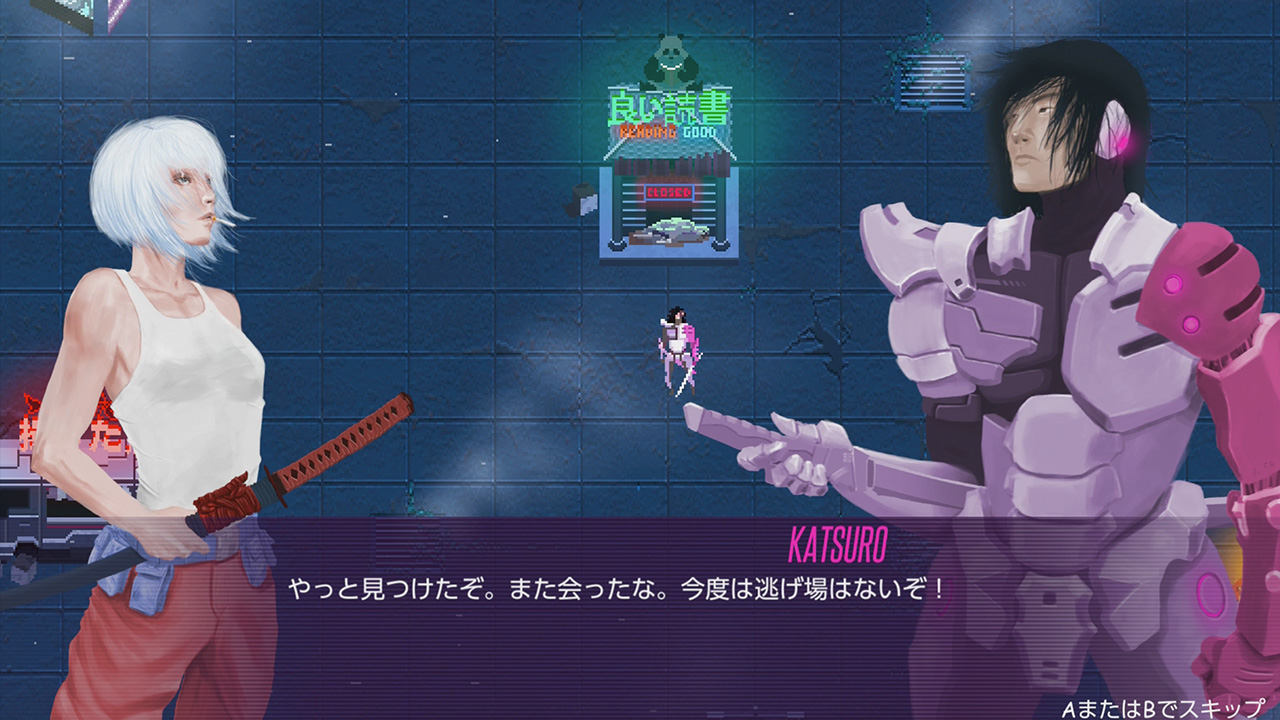 良い読書
READING GOOD
CLOSED
KATSURO
やっと見つけたぞ。また会ったな。今度は逃げ場はないぞ！
AまたはBでスキップ